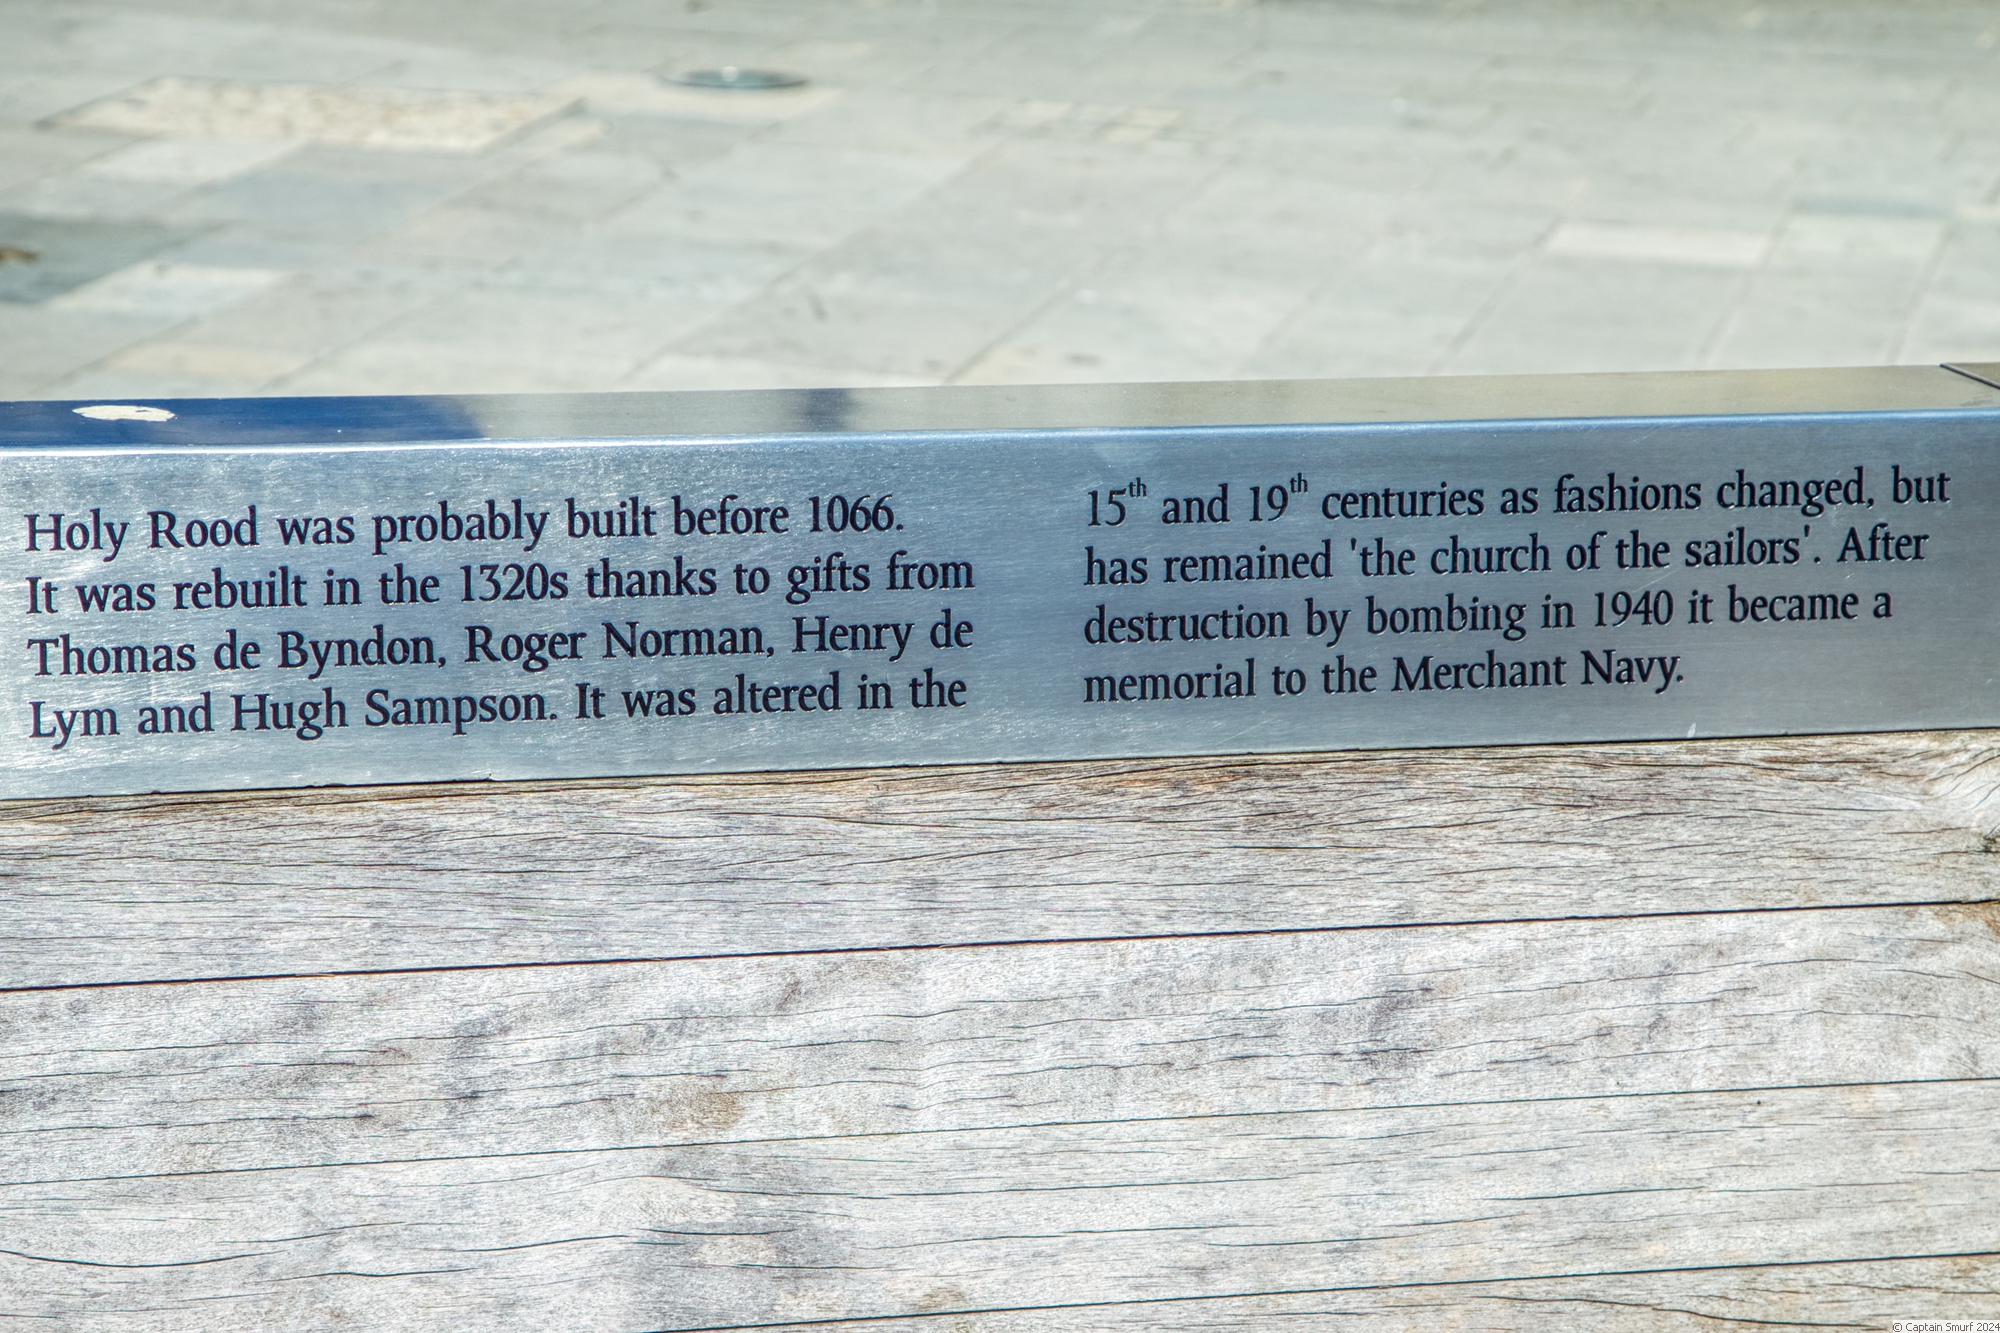 Holy Rood was probably built before 1066.
It was rebuilt in the 1320s thanks to gifts from
Thomas de Byndon, Roger Norman, Henry de
Lym and Hugh Sampson. It was altered in the
15th and 19th centuries as fashions changed, but
has remained 'the church of the sailors'. After
destruction by bombing in 1940 it became a
memorial to the Merchant Navy.
© Captain Smurf 2024